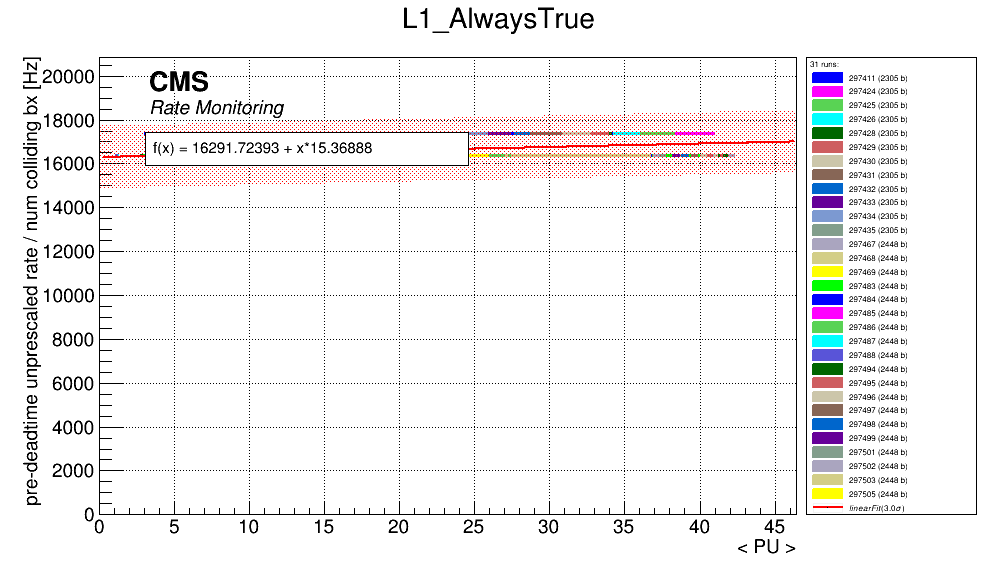 L1_AlwaysTrue
pre-deadtime unprescaled rate / num colliding bx [Hz]
20000
18000
16000
14000
12000
10000
8000
6000
4000
2000
0
CMS
Rate Monitoring
f(x) = 16291.72393 + x*15.36888
0 5 10 15 20 25 30 35 40 45
< PU >
31 runs:
297411 (2305 b)
297424 (2305 b)
297425 (2305 b)
297426 (2305 b)
297428 (2305 b)
297429 (2305 b)
297430 (2305 b)
297431 (2305 b)
297432 (2305 b)
297433 (2305 b)
297434 (2305 b)
297435 (2305 b)
297467 (2448 b)
297468 (2448 b)
297469 (2448 b)
297483 (2448 b)
297484 (2448 b)
297485 (2448 b)
297486 (2448 b)
297487 (2448 b)
297488 (2448 b)
297494 (2448 b)
297495 (2448 b)
297496 (2448 b)
297497 (2448 b)
297498 (2448 b)
297499 (2448 b)
297501 (2448 b)
297502 (2448 b)
297503 (2448 b)
297505 (2448 b)
linearFit(3.0σ)